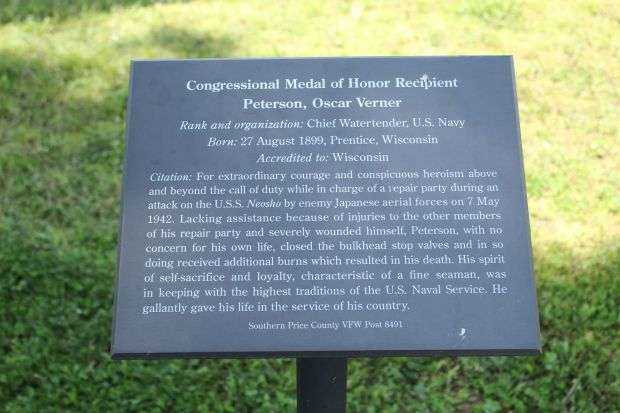 Congressional Medal of Honor Recipient
Peterson, Oscar Verner
Rank and organization: Chief Watertender, U.S. Navy
Born: 27 August 1899, Prentice, Wisconsin
Accredited to: Wisconsin
Citation: For extraordinary courage and conspicuous heroism above
and beyond the call of duty while in charge of a repair party during an
attack on the U.S.S. Neosho by enemy Japanese aerial forces on 7 May
1942. Lacking assistance because of injuries to the other members
of his repair party and severely wounded himself, Peterson, with no
concern for his own life, closed the bulkhead stop valves and in so
doing received additional burns which resulted in his death. His spirit
of self-sacrifice and loyalty, characteristic of a fine seaman, was
in keeping with the highest traditions of the U.S. Naval Service. He
gallantly gave his life in the service of his country.
Southern Price County VFW Post 8491